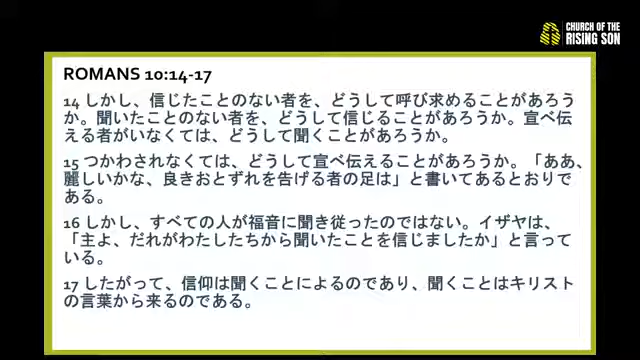 CHURCH OF THE
RISING SON
ROMANS 10:14-17
14 しかし、信じたことのない者を、どうして呼び求めることがあろう
か。聞いたことのない者を、どうして信じることがあろうか。宣べ伝
える者がいなくては、どうして聞くことがあろうか。
15 つかわされなくては、どうして宣べ伝えることがあろうか。「ああ、
麗しいかな、良きおとずれを告げる者の足は」と書いてあるとおりで
ある。
16 しかし、すべての人が福音に聞き従ったのではない。イザヤは、
「主よ、だれがわたしたちから聞いたことを信じましたか」と言って
いる。
17 したがって、信仰は聞くことによるのであり、聞くことはキリスト
の言葉から来るのである。